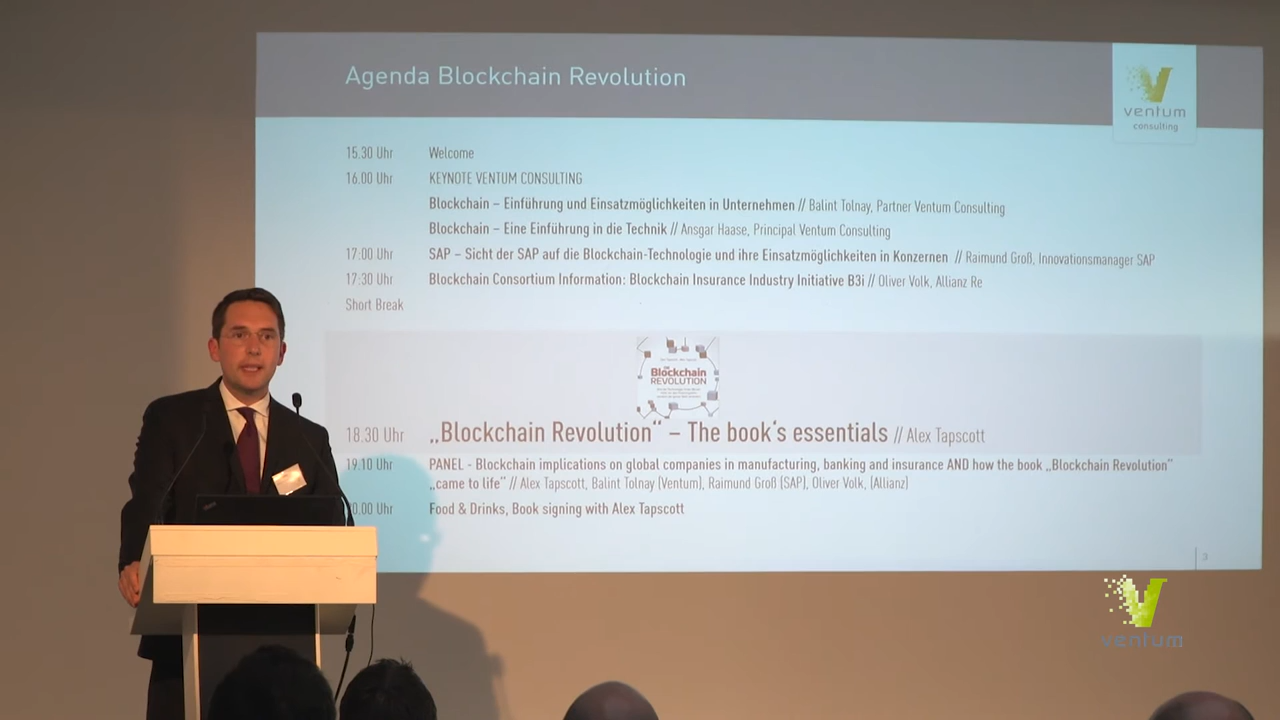 Agenda Blockchain Revolution
ventum
consulting
15.30 Uhr Welcome
16.00 Uhr KEYNOTE VENTUM CONSULTING
Blockchain – Einführung und Einsatzmöglichkeiten in Unternehmen // Balint Tolnay, Partner Ventum Consulting
Blockchain – Eine Einführung in die Technik // Ansgar Haase, Principal Ventum Consulting
17:00 Uhr SAP – Sicht der SAP auf die Blockchain-Technologie und ihre Einsatzmöglichkeiten in Konzernen // Raimund Groß, Innovationsmanager SAP
17:30 Uhr Blockchain Consortium Information: Blockchain Insurance Industry Initiative B3i // Oliver Volk, Allianz Re
Short Break
Blockchain
REVOLUTION
18.30 Uhr „Blockchain Revolution“ – The book‘s essentials // Alex Tapscott
19.10 Uhr PANEL - Blockchain implications on global companies in manufacturing, banking and insurance AND how the book „Blockchain Revolution“
„came to life“ // Alex Tapscott, Balint Tolnay (Ventum), Raimund Groß (SAP), Oliver Volk, (Allianz)
0.00 Uhr Food & Drinks, Book signing with Alex Tapscott
3
ventum